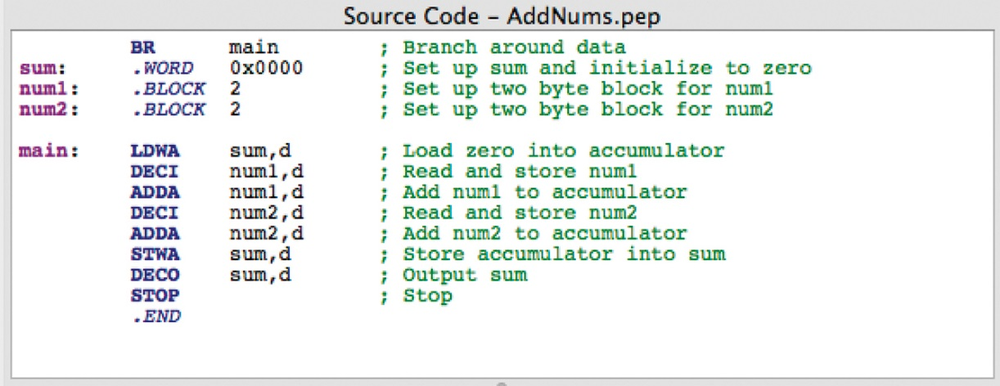 Source Code – AddNums.pep
BR main ; Branch around data
sum: .WORD 0x0000 ; Set up sum and initialize to zero
num1: .BLOCK 2 ; Set up two byte block for num1
num2: .BLOCK 2 ; Set up two byte block for num2
main: LDWA sum,d ; Load zero into accumulator
DECI num1,d ; Read and store num1
ADDA num1,d ; Add num1 to accumulator
DECI num2,d ; Read and store num2
ADDA num2,d ; Add num2 to accumulator
STWA sum,d ; Store accumulator into sum
DECO sum,d ; Output sum
STOP ; Stop
.END